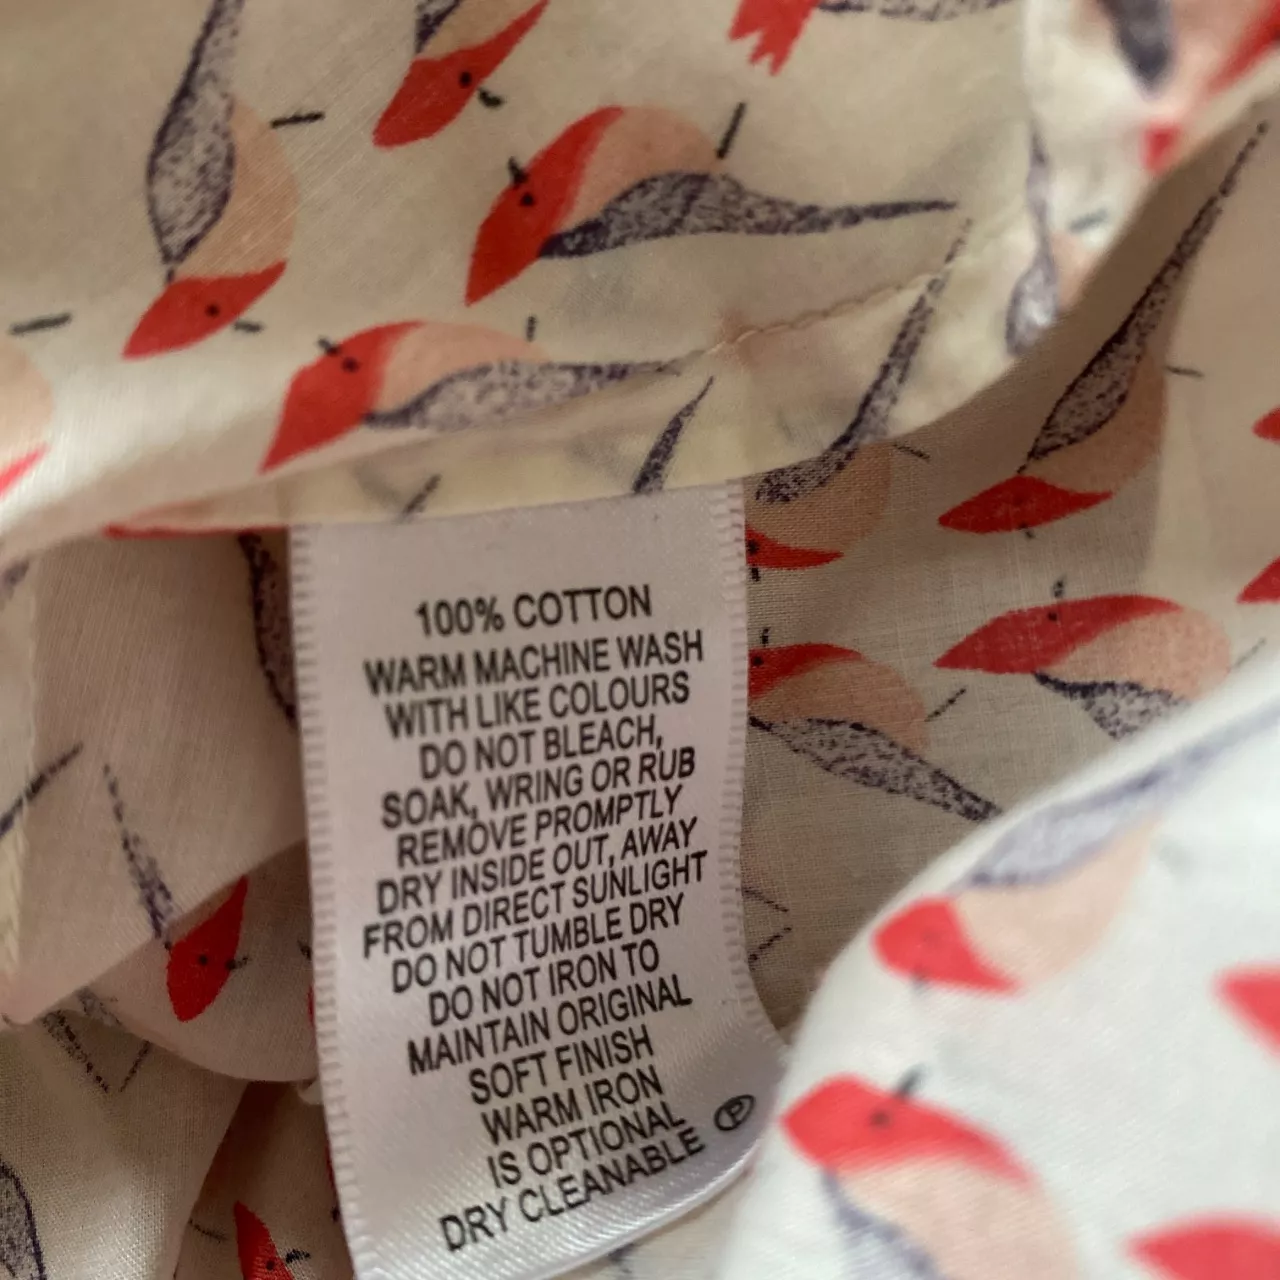 100% COTTON
WARM MACHINE WASH
WITH LIKE COLOURS
DO NOT BLEACH,
SOAK, WRING OR RUB
REMOVE PROMPTLY
DRY INSIDE OUT, AWAY
FROM DIRECT SUNLIGHT
DO NOT TUMBLE DRY
DO NOT IRON TO
MAINTAIN ORIGINAL
SOFT FINISH
WARM IRON
IS OPTIONAL
DRY CLEANABLE Ⓟ